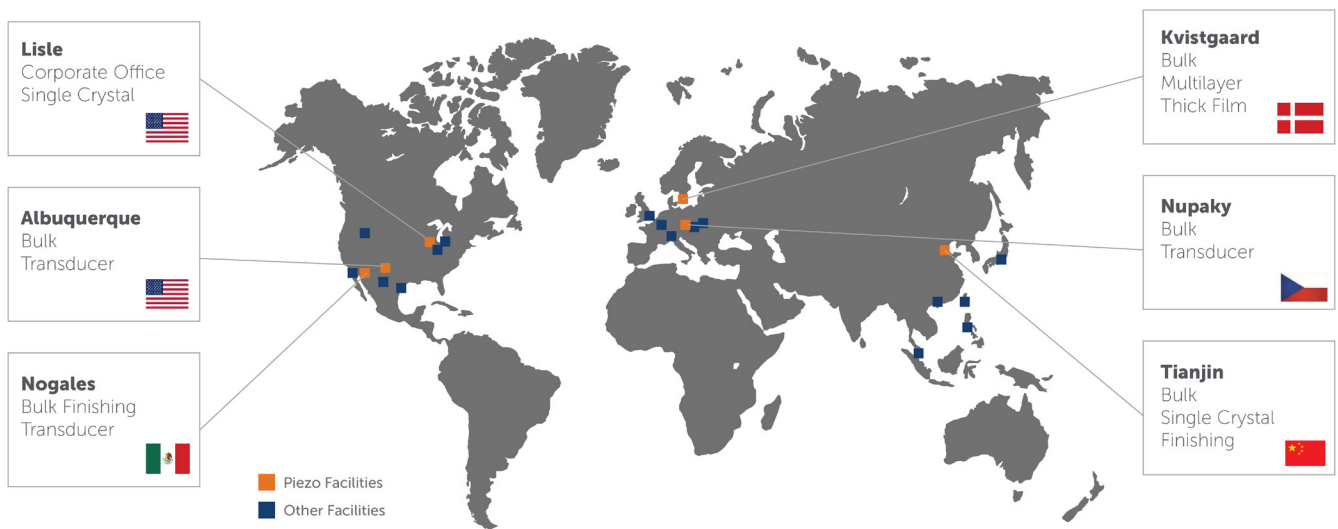 Lisle
Corporate Office
Single Crystal
Albuquerque
Bulk
Transducer
Nogales
Bulk Finishing
Transducer
Piezo Facilities
Other Facilities
Kvistgaard
Bulk
Multilayer
Thick Film
Nupaky
Bulk
Transducer
Tianjin
Bulk
Single Crystal
Finishing